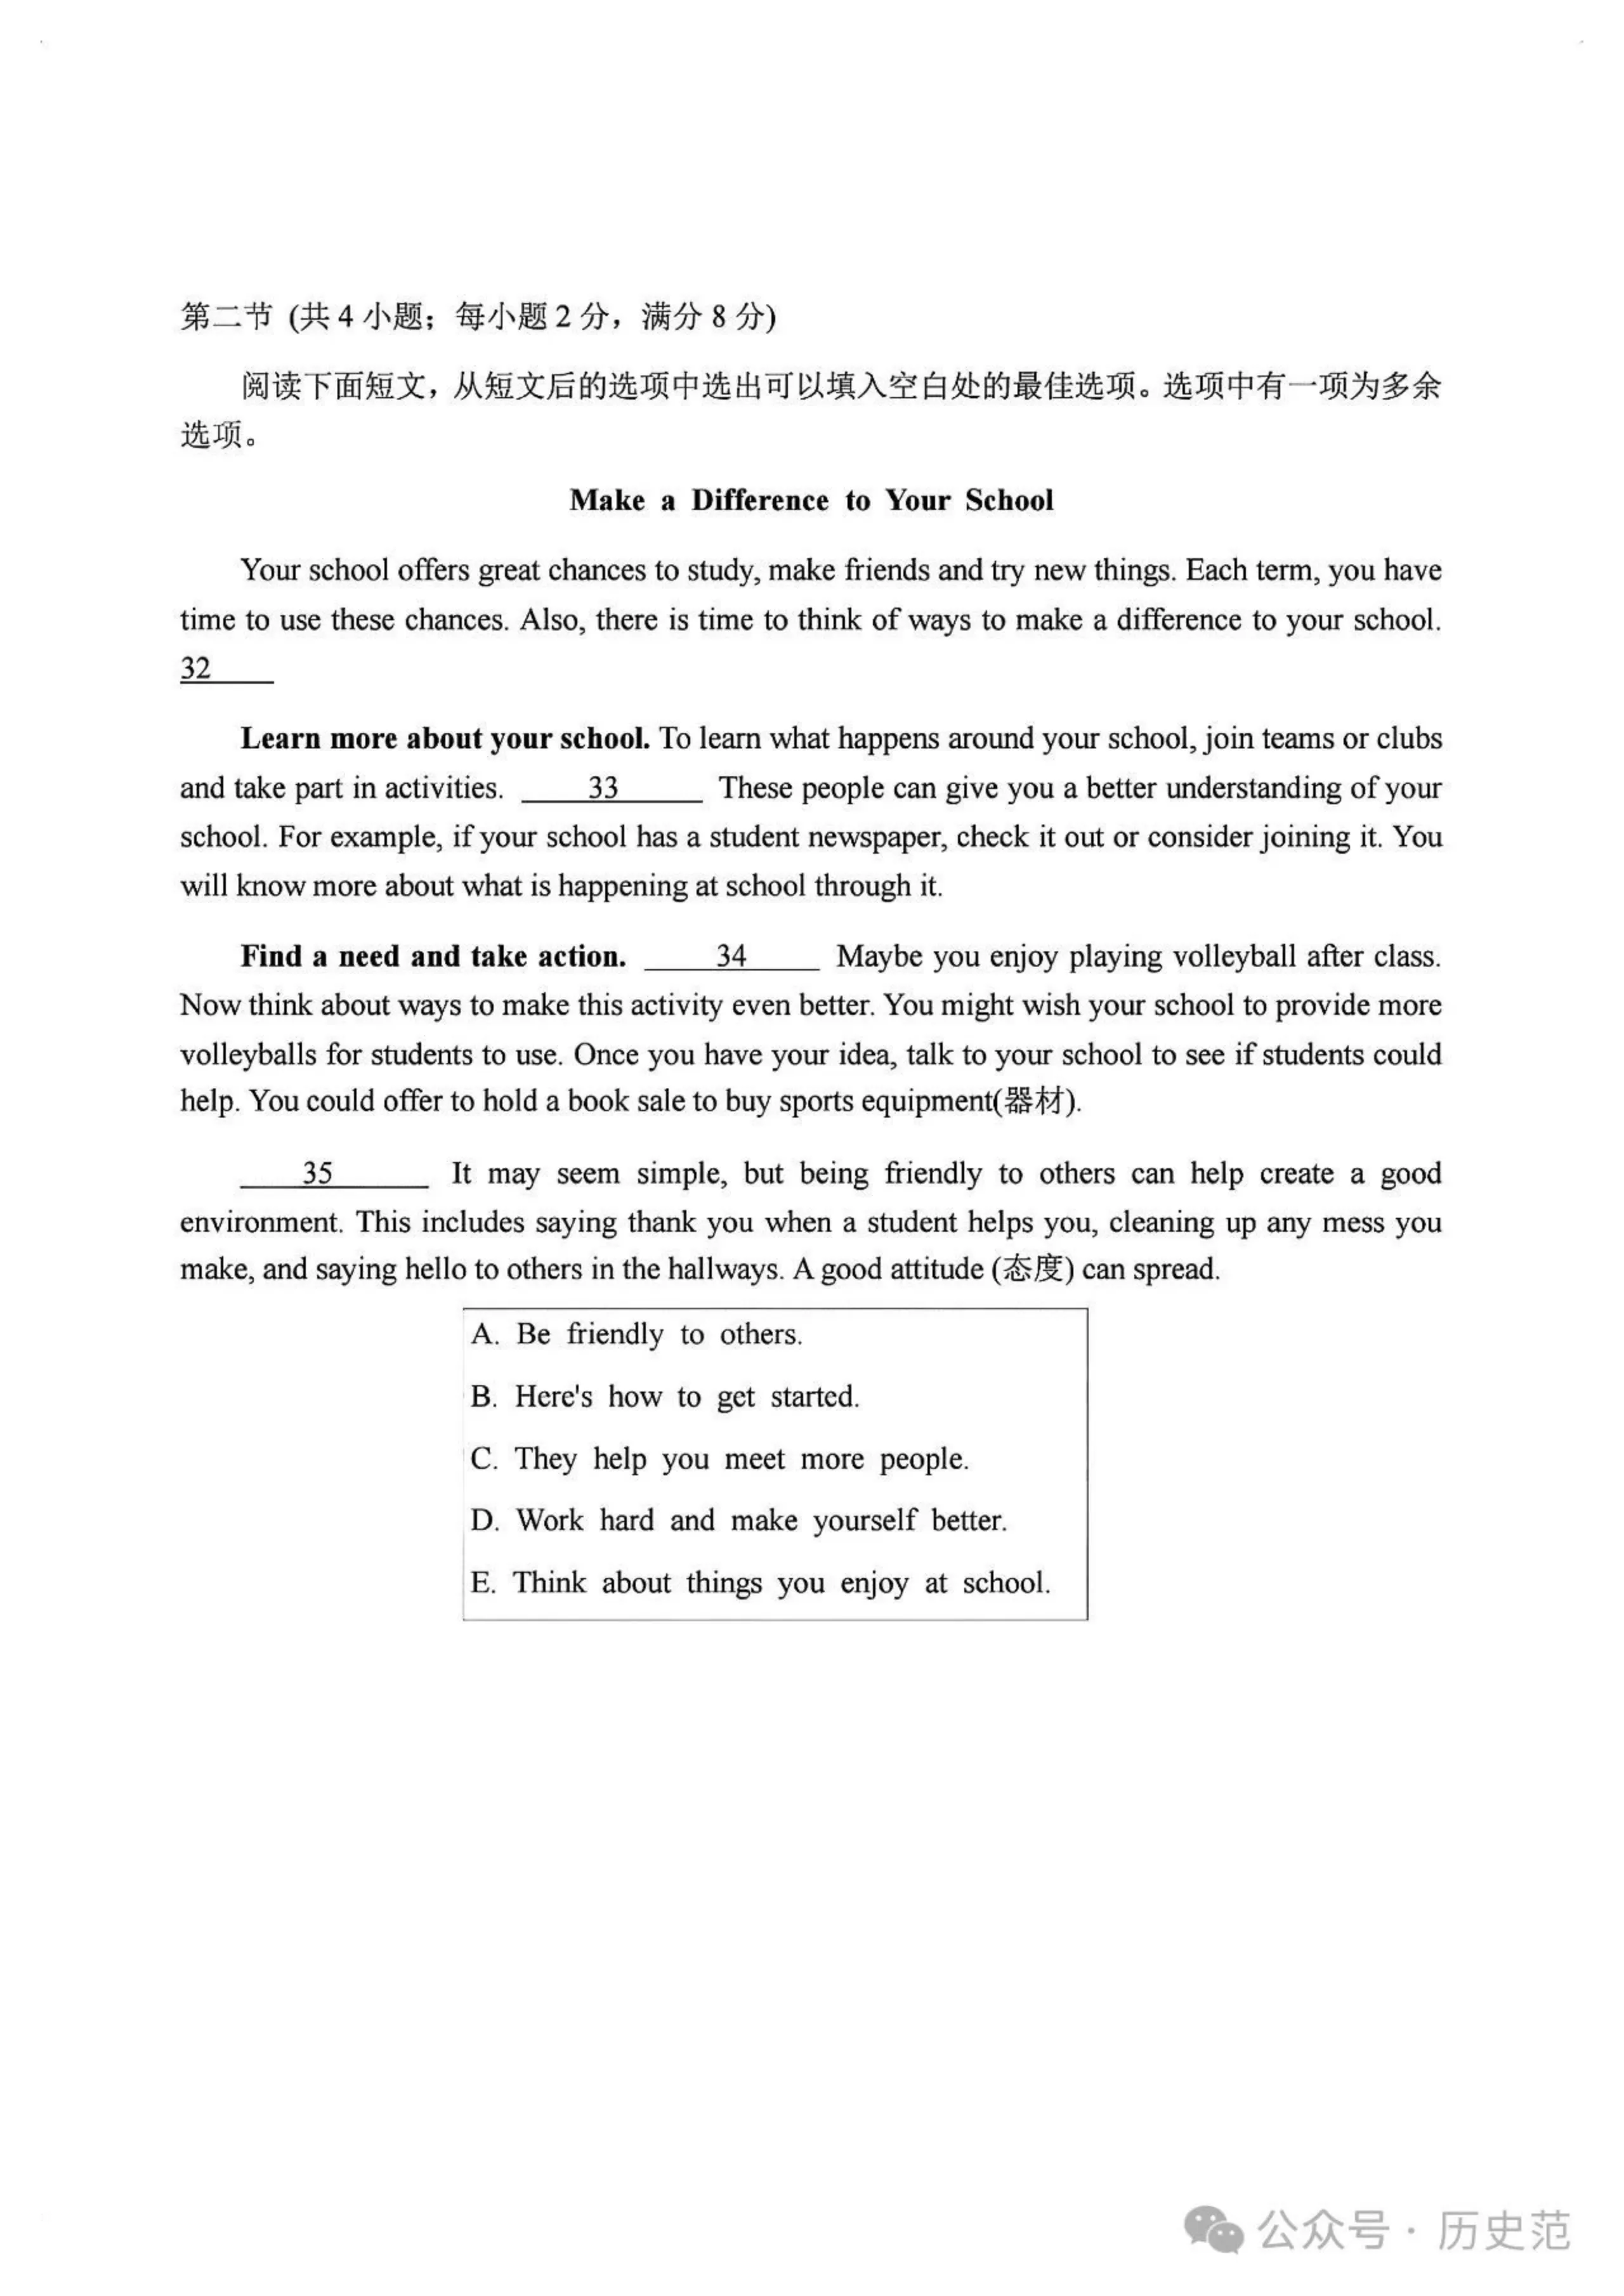 第二节 (共 4 小题；每小题 2 分，满分 8 分)
阅读下面短文，从短文后的选项中选出可以填入空白处的最佳选项。选项中有一项为多余
选项。
Make a Difference to Your School
Your school offers great chances to study, make friends and try new things. Each term, you have
time to use these chances. Also, there is time to think of ways to make a difference to your school.
32
Learn more about your school. To learn what happens around your school, join teams or clubs
and take part in activities. 33 These people can give you a better understanding of your
school. For example, if your school has a student newspaper, check it out or consider joining it. You
will know more about what is happening at school through it.
Find a need and take action. 34 Maybe you enjoy playing volleyball after class.
Now think about ways to make this activity even better. You might wish your school to provide more
volleyballs for students to use. Once you have your idea, talk to your school to see if students could
help. You could offer to hold a book sale to buy sports equipment(器材).
35 It may seem simple, but being friendly to others can help create a good
environment. This includes saying thank you when a student helps you, cleaning up any mess you
make, and saying hello to others in the hallways. A good attitude (态度) can spread.
A. Be friendly to others.
B. Here's how to get started.
C. They help you meet more people.
D. Work hard and make yourself better.
E. Think about things you enjoy at school.
公众号 · 历史范